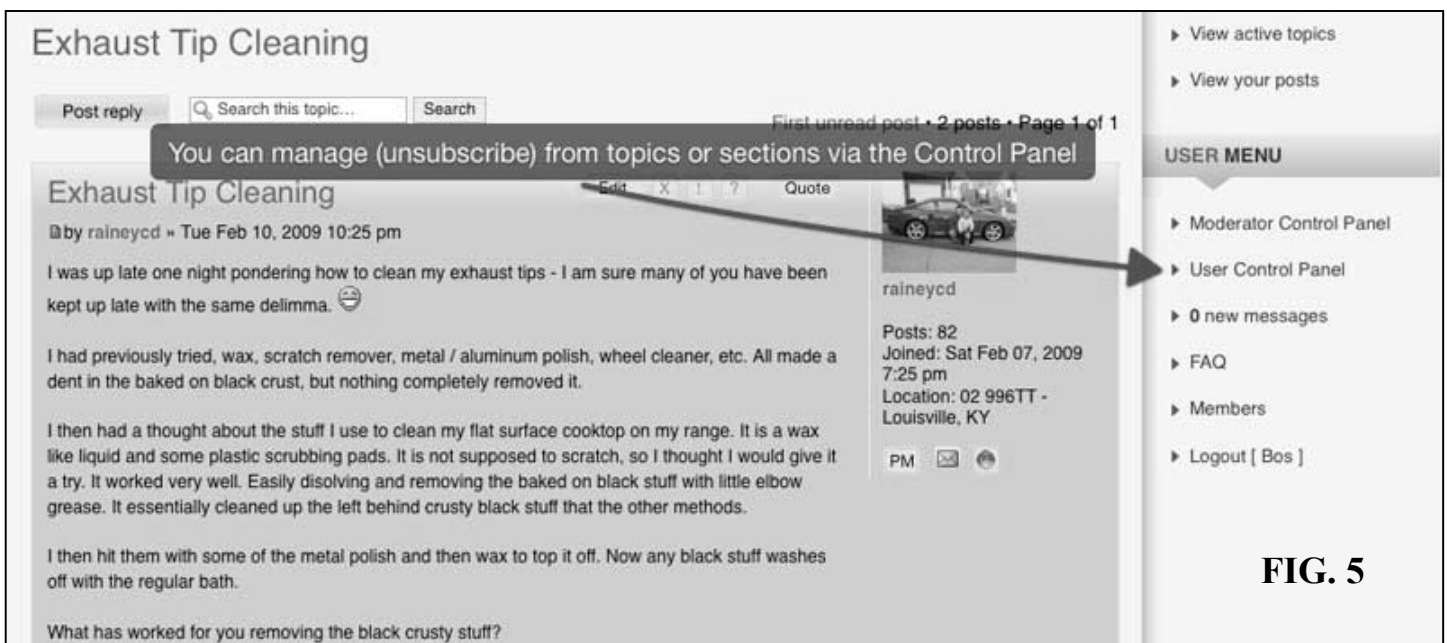 Exhaust Tip Cleaning
Post reply
Search this topic...
Search
First unread post • 2 posts • Page 1 of 1
You can manage (unsubscribe) from topics or sections via the Control Panel
Exhaust Tip Cleaning
Edit X ! ? Quote
by raineycd » Tue Feb 10, 2009 10:25 pm
I was up late one night pondering how to clean my exhaust tips - I am sure many of you have been
kept up late with the same delimma.
I had previously tried, wax, scratch remover, metal / aluminum polish, wheel cleaner, etc. All made a
dent in the baked on black crust, but nothing completely removed it.
I then had a thought about the stuff I use to clean my flat surface cooktop on my range. It is a wax
like liquid and some plastic scrubbing pads. It is not supposed to scratch, so I thought I would give it
a try. It worked very well. Easily disolving and removing the baked on black stuff with little elbow
grease. It essentially cleaned up the left behind crusty black stuff that the other methods.
I then hit them with some of the metal polish and then wax to top it off. Now any black stuff washes
off with the regular bath.
What has worked for you removing the black crusty stuff?
raineycd
Posts: 82
Joined: Sat Feb 07, 2009
7:25 pm
Location: 02 996TT -
Louisville, KY
PM
View active topics
View your posts
USER MENU
Moderator Control Panel
User Control Panel
0 new messages
FAQ
Members
Logout [ Bos ]
FIG. 5